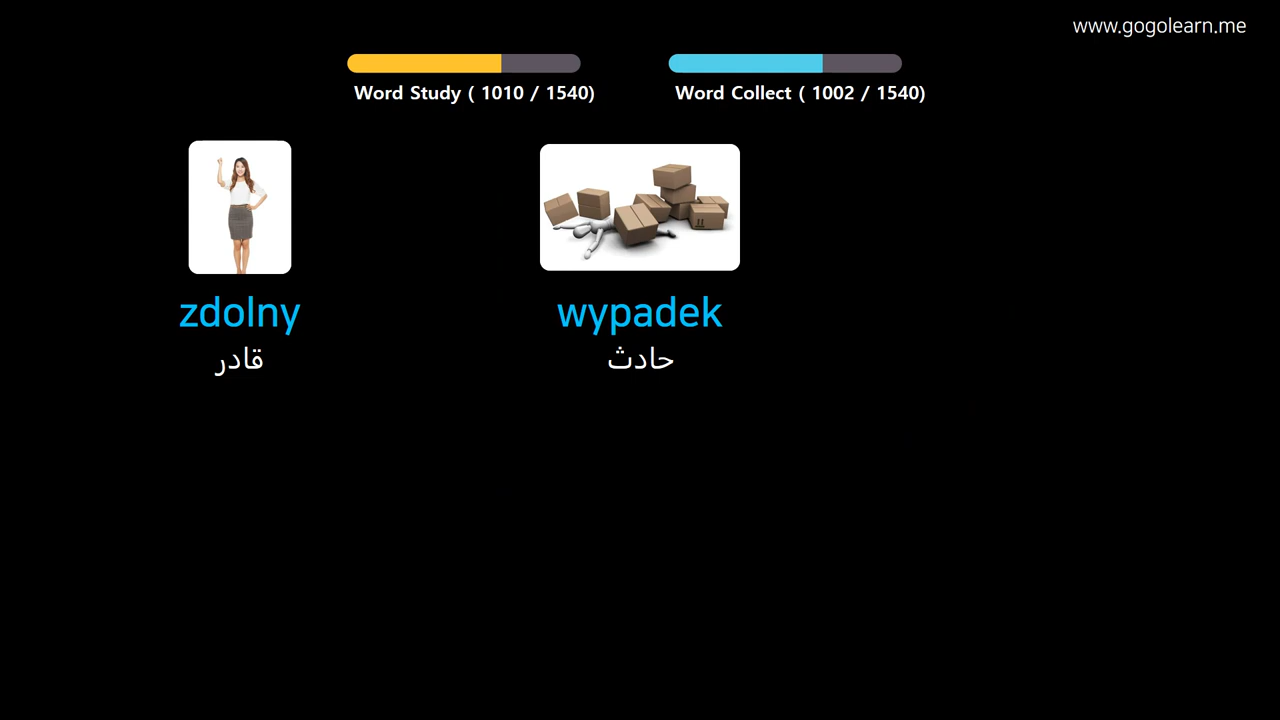 www.gogolearn.me
Word Study ( 1010 / 1540)
Word Collect ( 1002 / 1540)
zdolny
قادر
wypadek
حادث